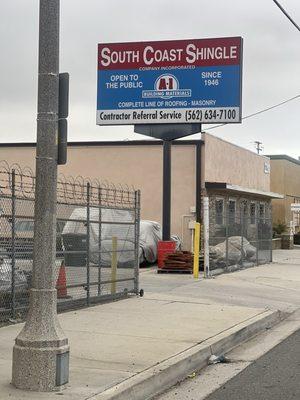 SOUTH COAST SHINGLE
COMPANY INCORPORATED
OPEN TO
THE PUBLIC
BUILDING MATERIALS
SINCE
1946
COMPLETE LINE OF ROOFING - MASONRY
Contractor Referral Service (562) 634-7100